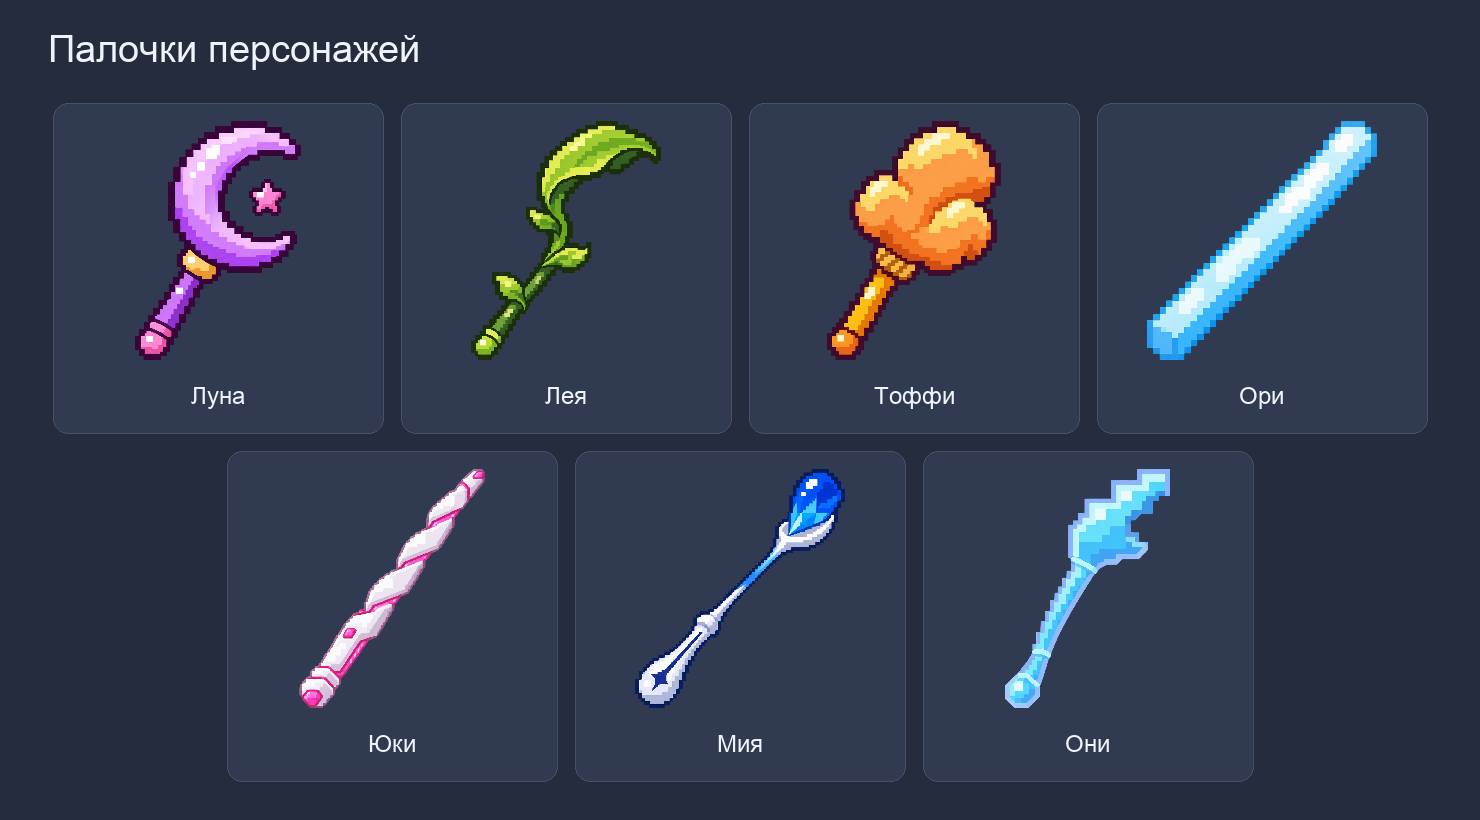 Палочки персонажей
Луна
Лея
Тоффи
Ори
Юки
Мия
Они